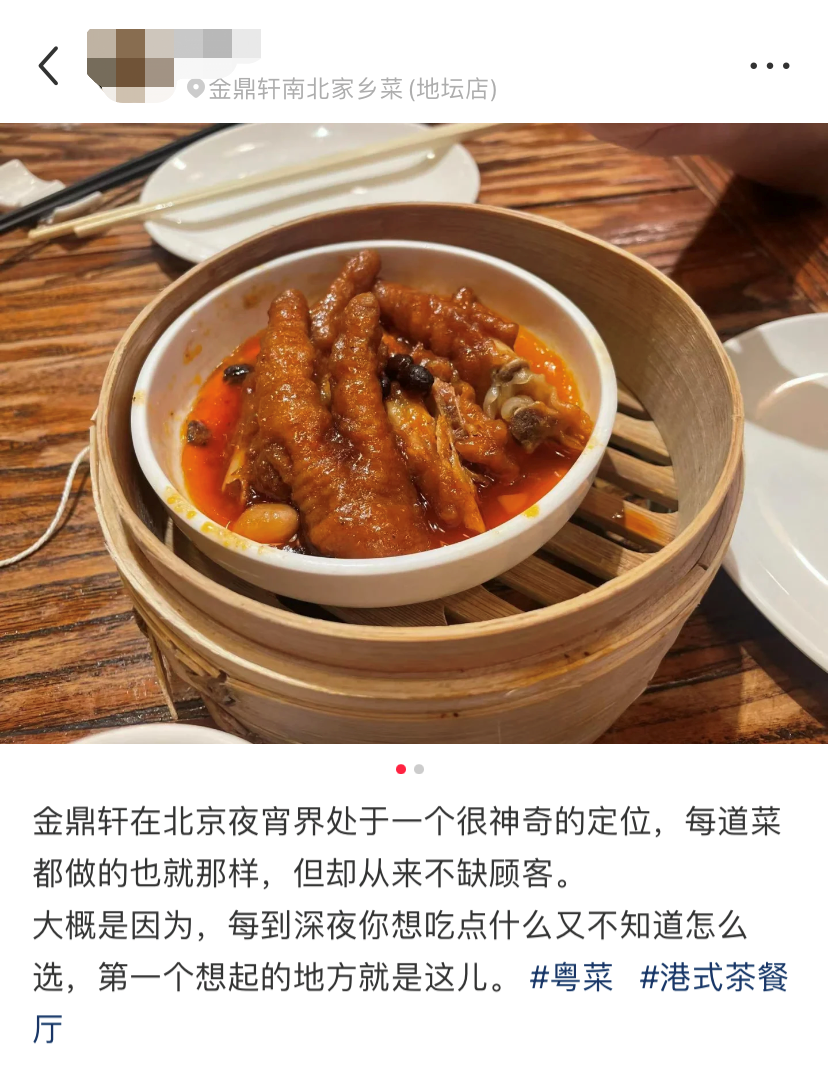 金鼎轩南北家乡菜 (地坛店)
金鼎轩在北京夜宵界处于一个很神奇的定位，每道菜
都做的也就那样，但却从来不缺顾客。
大概是因为，每到深夜你想吃点什么又不知道怎么
选，第一个想起的地方就是这儿。 #粤菜 #港式茶餐
厅